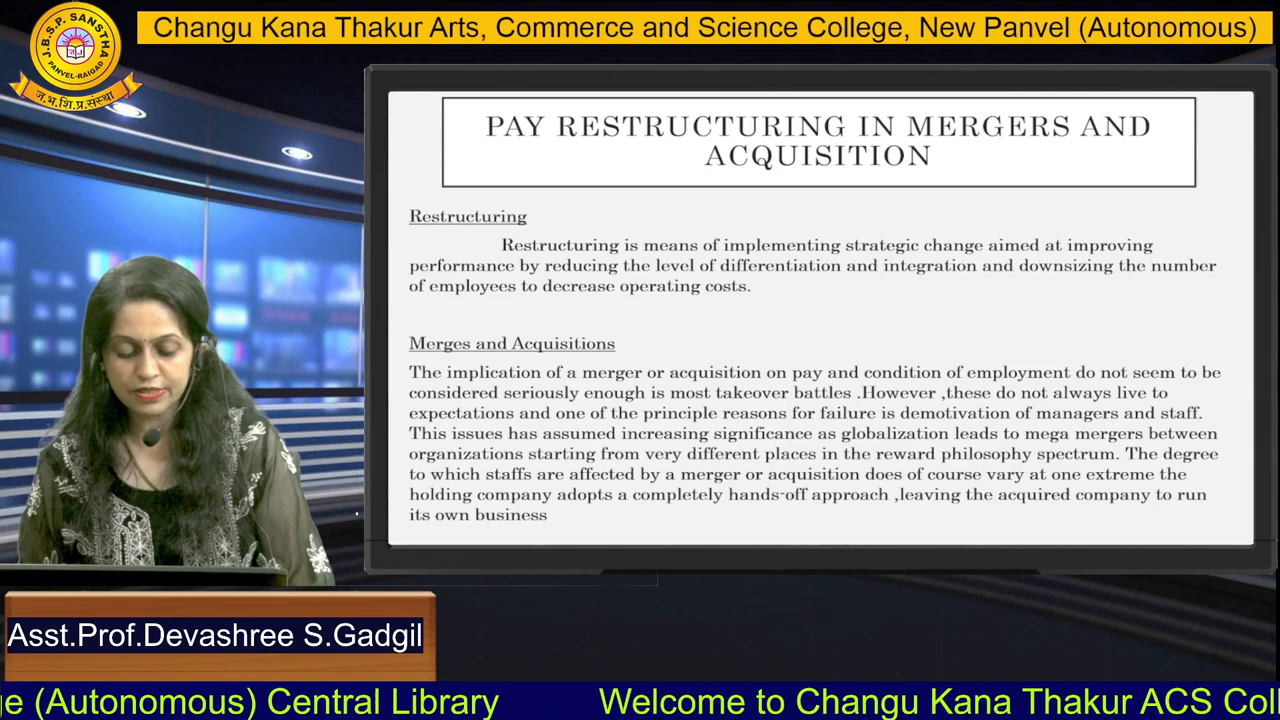 Changu Kana Thakur Arts, Commerce and Science College, New Panvel (Autonomous)
J.B.S.P. SANSTHA
PANVEL-RAIGAD
ज.भ.शि.प्र.संस्था
PAY RESTRUCTURING IN MERGERS AND
ACQUISITION
Restructuring
Restructuring is means of implementing strategic change aimed at improving
performance by reducing the level of differentiation and integration and downsizing the number
of employees to decrease operating costs.
Merges and Acquisitions
The implication of a merger or acquisition on pay and condition of employment do not seem to be
considered seriously enough is most takeover battles .However ,these do not always live to
expectations and one of the principle reasons for failure is demotivation of managers and staff.
This issues has assumed increasing significance as globalization leads to mega mergers between
organizations starting from very different places in the reward philosophy spectrum. The degree
to which staffs are affected by a merger or acquisition does of course vary at one extreme the
holding company adopts a completely hands-off approach ,leaving the acquired company to run
its own business
Asst.Prof.Devashree S.Gadgil
ge (Autonomous) Central Library Welcome to Changu Kana Thakur ACS Coll